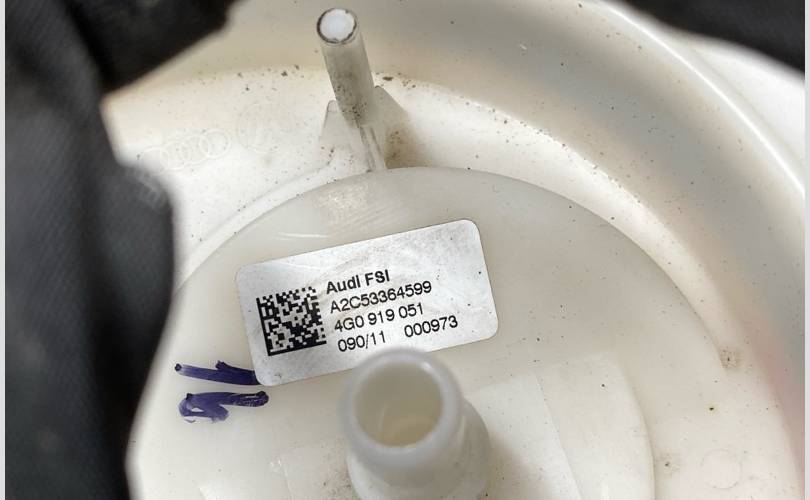 Audi FSI
A2C53364599
4G0 919 051
090/11 000973